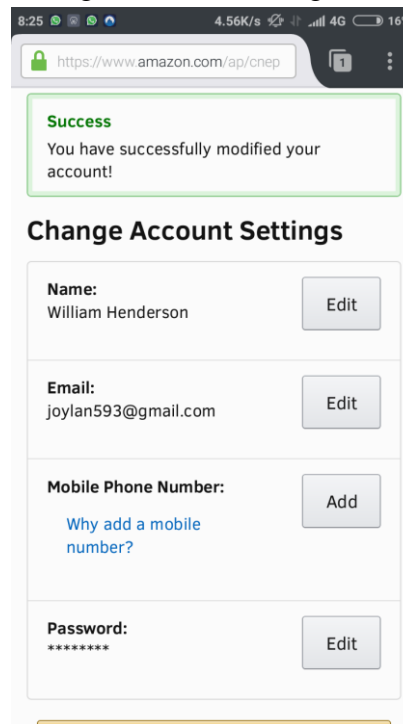 8:25 4.56K/s 4G 16
https://www.amazon.com/ap/cnep 1
Success
You have successfully modified your
account!
Change Account Settings
Name:
William Henderson
Edit
Email:
joylan593@gmail.com
Edit
Mobile Phone Number:
Add
Why add a mobile
number?
Password:
********
Edit